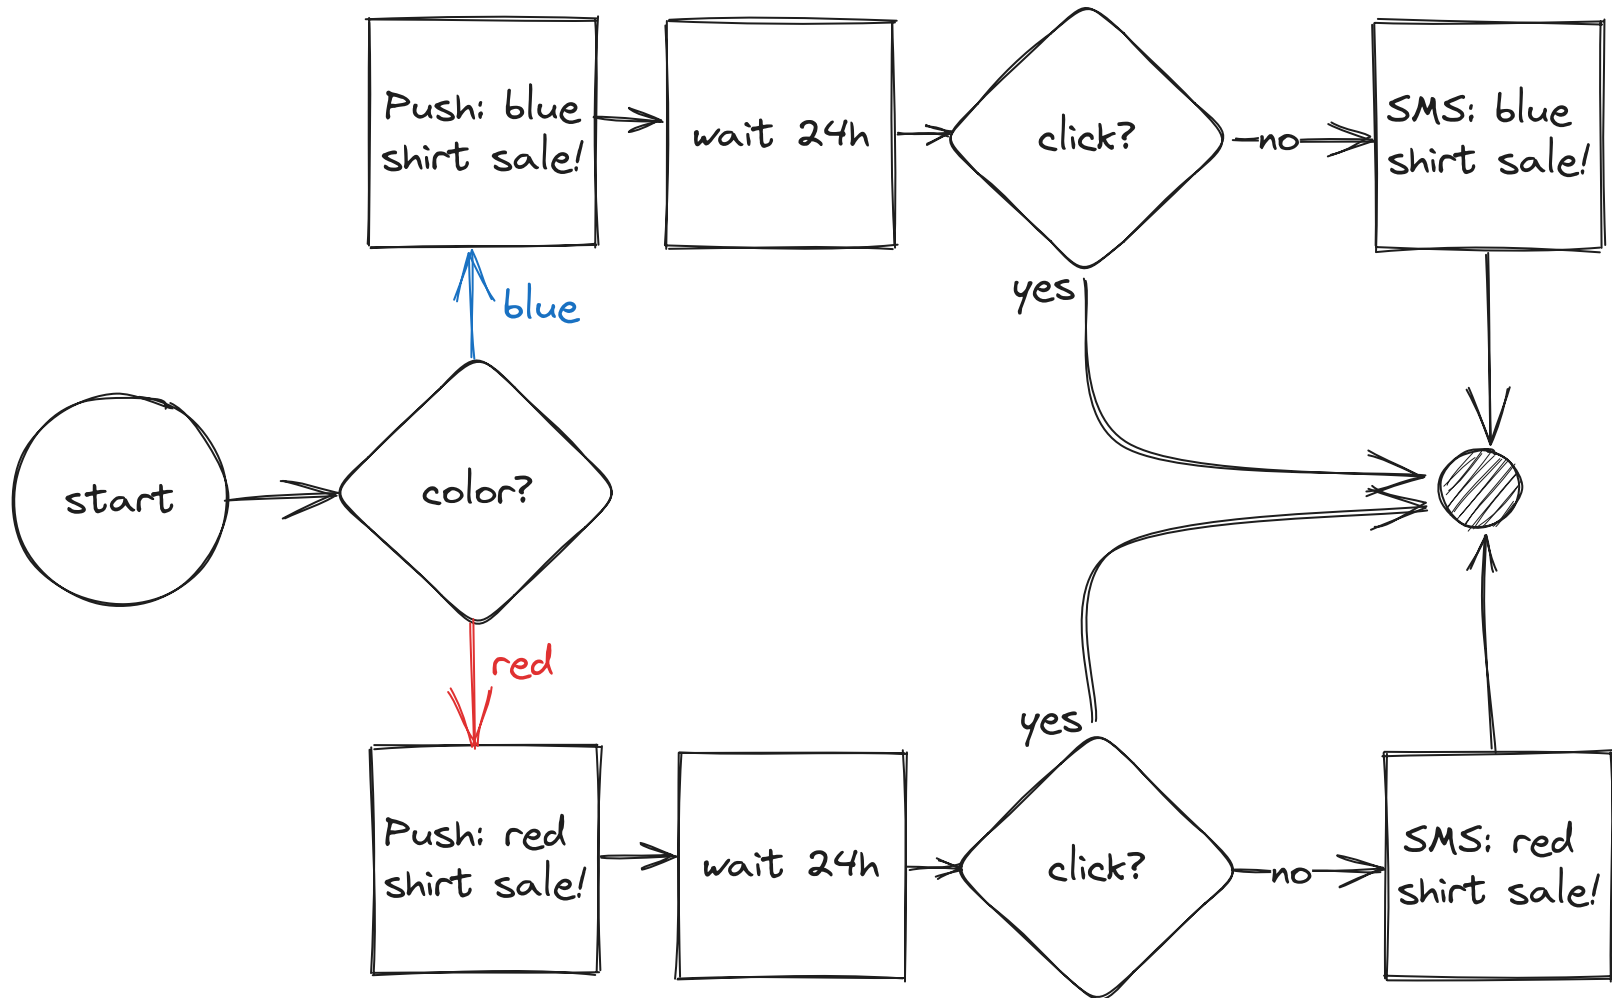 Push: blue
shirt sale!
wait 24h
click?
no
SMS: blue
shirt sale!
blue
yes
start
color?
red
yes
Push: red
shirt sale!
wait 24h
click?
no
SMS: red
shirt sale!